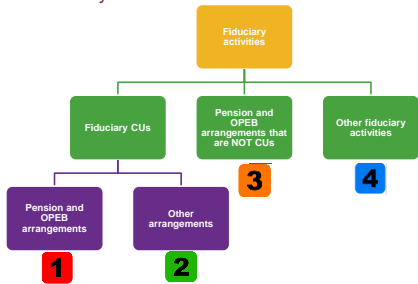 Fiduciary
activities
Fiduciary CUs
Pension and
OPEB
arrangements that
are NOT CUs
Other fiduciary
activities
3
4
Pension and
OPEB
arrangements
Other
arrangements
1
2